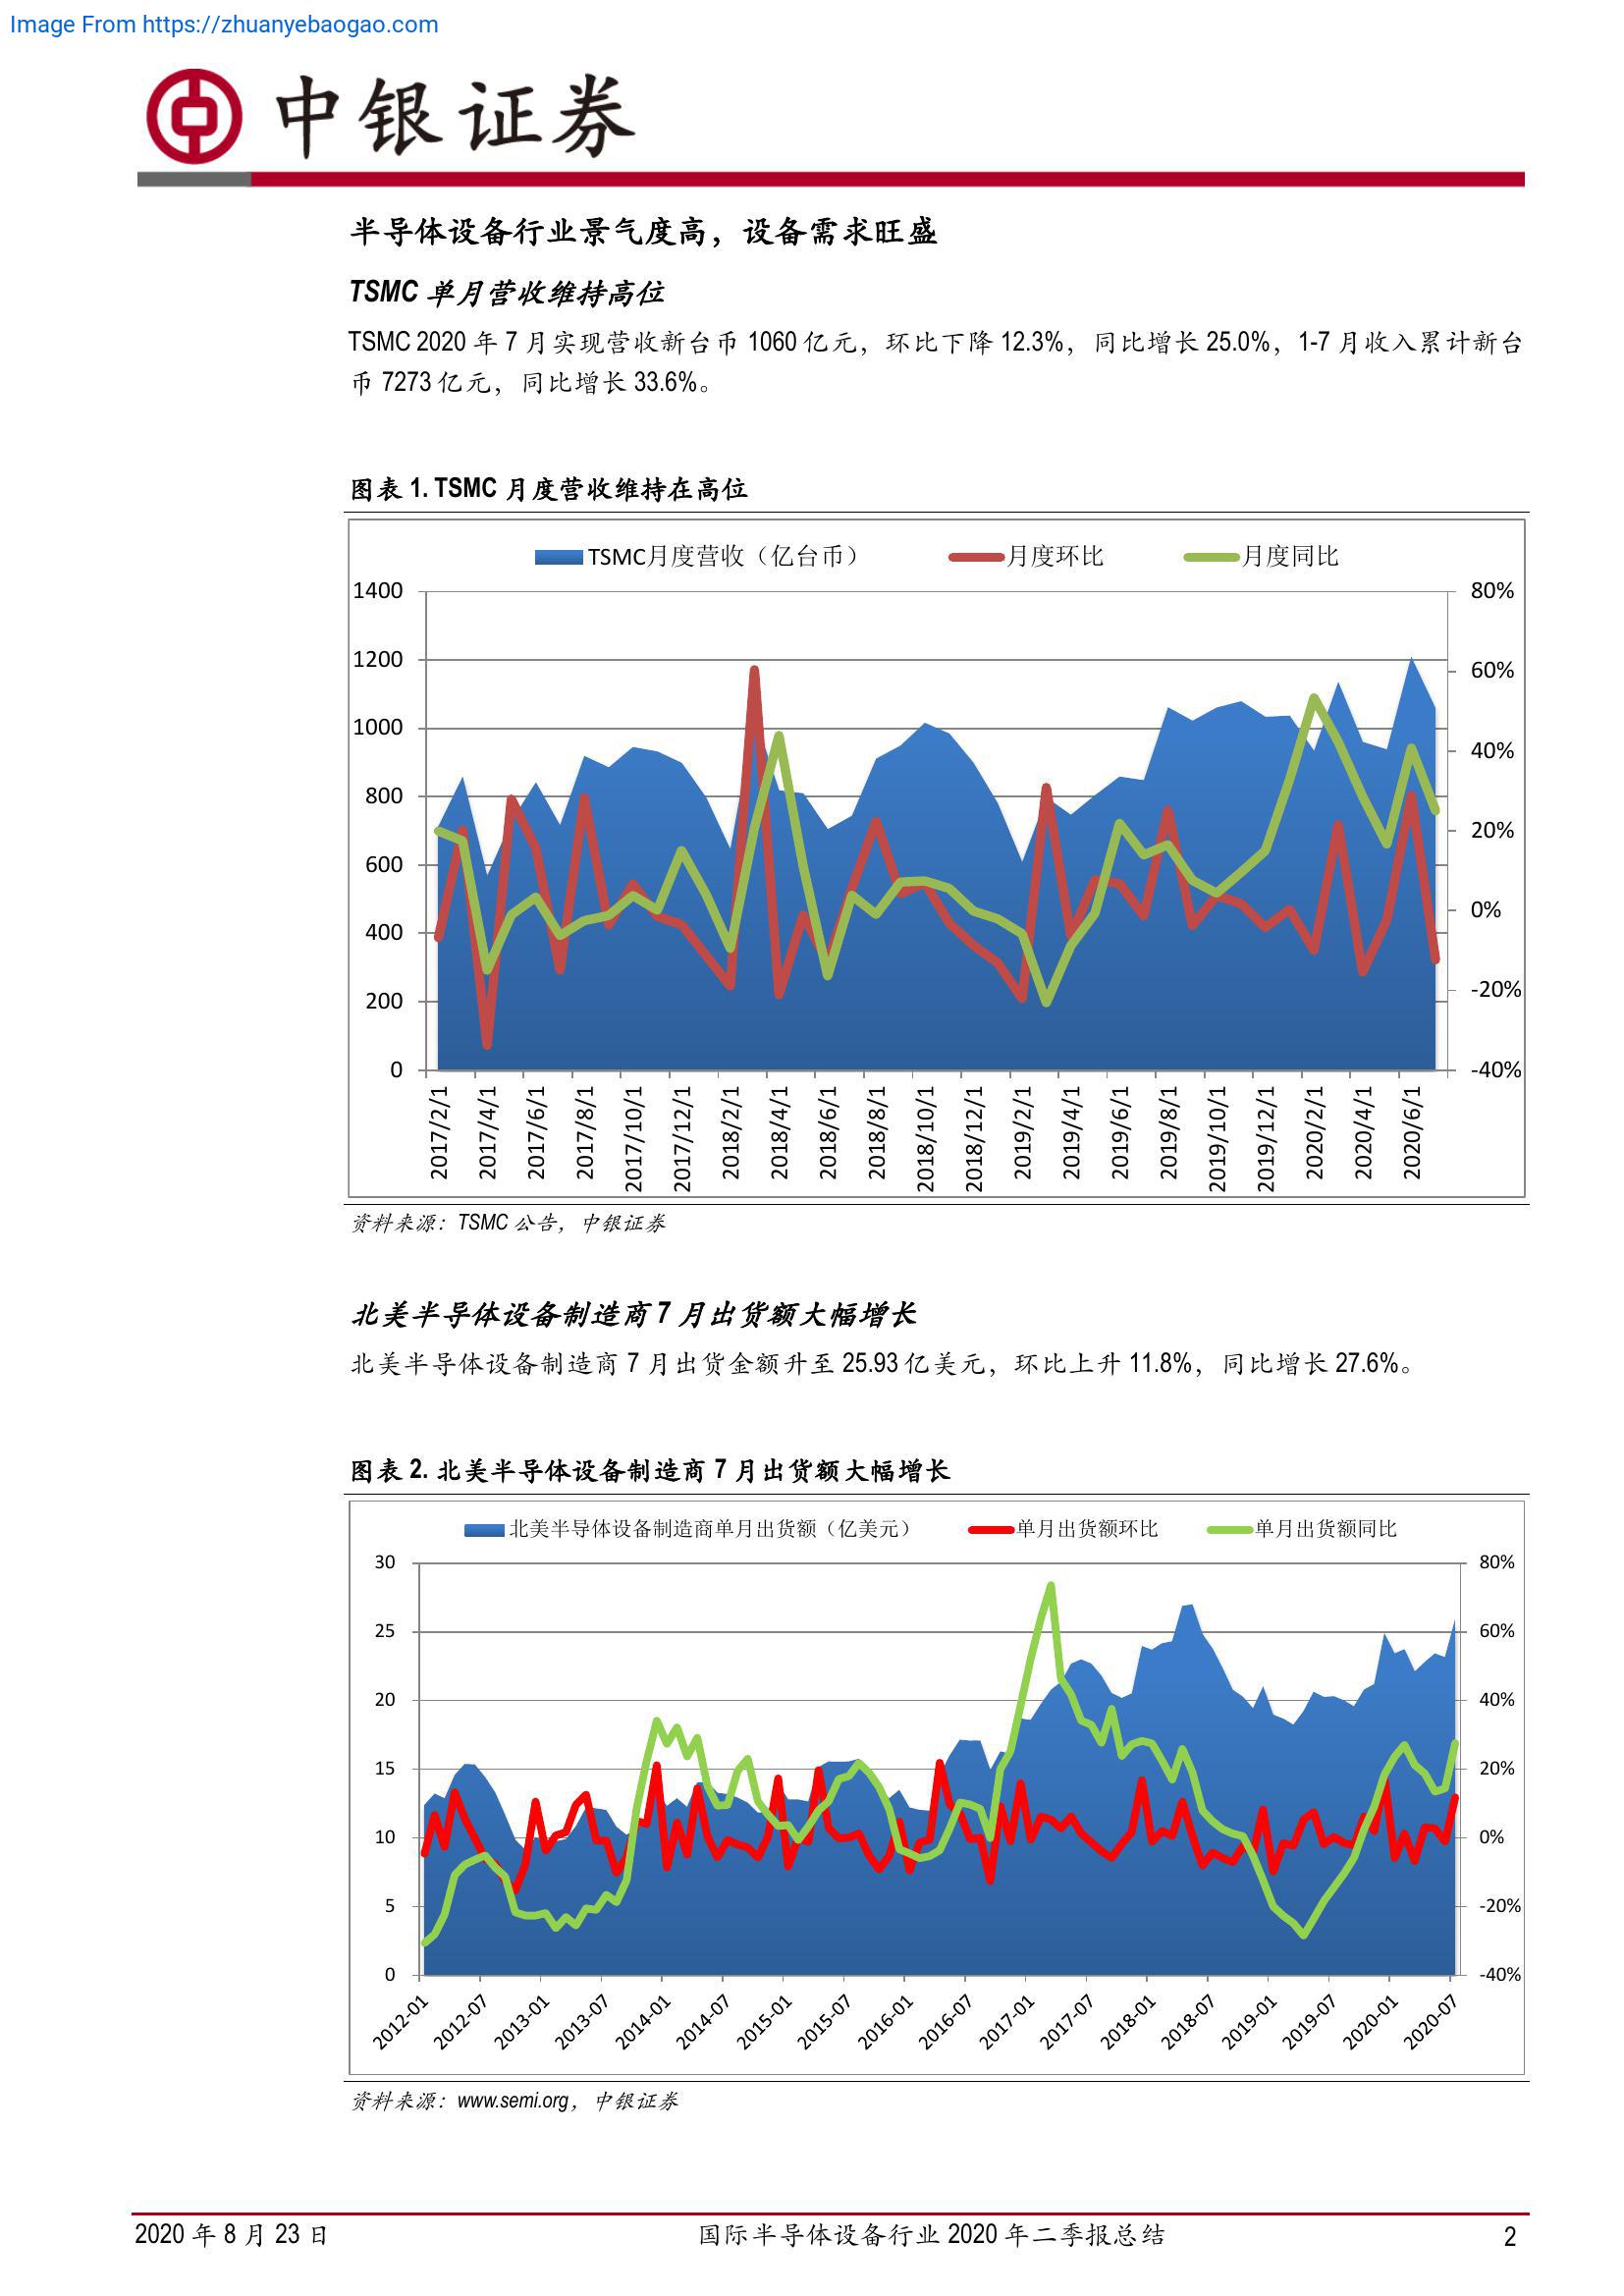 Image From https://zhuanyebaogao.com
中银证券
半导体设备行业景气度高，设备需求旺盛
TSMC 单月营收维持高位
TSMC 2020 年 7 月实现营收新台币 1060 亿元，环比下降 12.3%，同比增长 25.0%，1-7 月收入累计新台
币 7273 亿元，同比增长 33.6%。
图表 1. TSMC 月度营收维持在高位
TSMC月度营收（亿台币） 月度环比 月度同比
1400 80%
1200 60%
1000 40%
800 20%
600 0%
400 -20%
200 -40%
0
2017/2/1 2017/4/1 2017/6/1 2017/8/1 2017/10/1 2017/12/1 2018/2/1 2018/4/1 2018/6/1 2018/8/1 2018/10/1 2018/12/1 2019/2/1 2019/4/1 2019/6/1 2019/8/1 2019/10/1 2019/12/1 2020/2/1 2020/4/1 2020/6/1
资料来源：TSMC 公告，中银证券
北美半导体设备制造商 7 月出货额大幅增长
北美半导体设备制造商 7 月出货金额升至 25.93 亿美元，环比上升 11.8%，同比增长 27.6%。
图表 2. 北美半导体设备制造商 7 月出货额大幅增长
北美半导体设备制造商单月出货额（亿美元） 单月出货额环比 单月出货额同比
30 80%
25 60%
20 40%
15 20%
10 0%
5 -20%
0 -40%
2012-01 2012-07 2013-01 2013-07 2014-01 2014-07 2015-01 2015-07 2016-01 2016-07 2017-01 2017-07 2018-01 2018-07 2019-01 2019-07 2020-01 2020-07
资料来源：www.semi.org，中银证券
2020 年 8 月 23 日 国际半导体设备行业 2020 年二季报总结 2